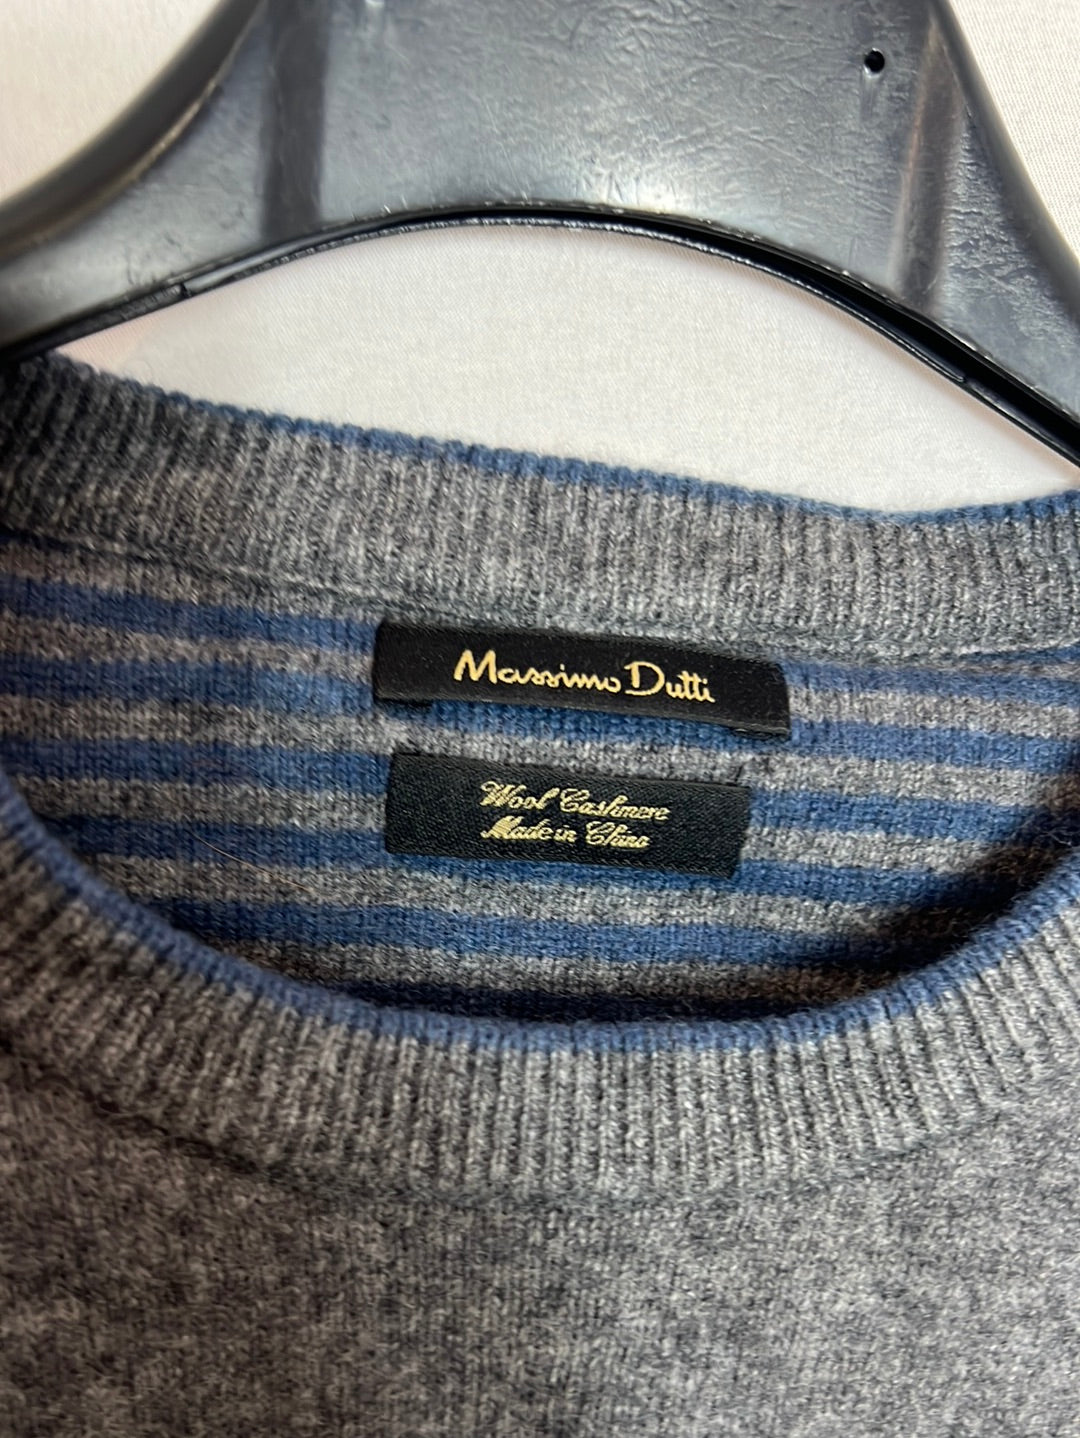 Massimo Dutti
Wool Cashmere
Made in China